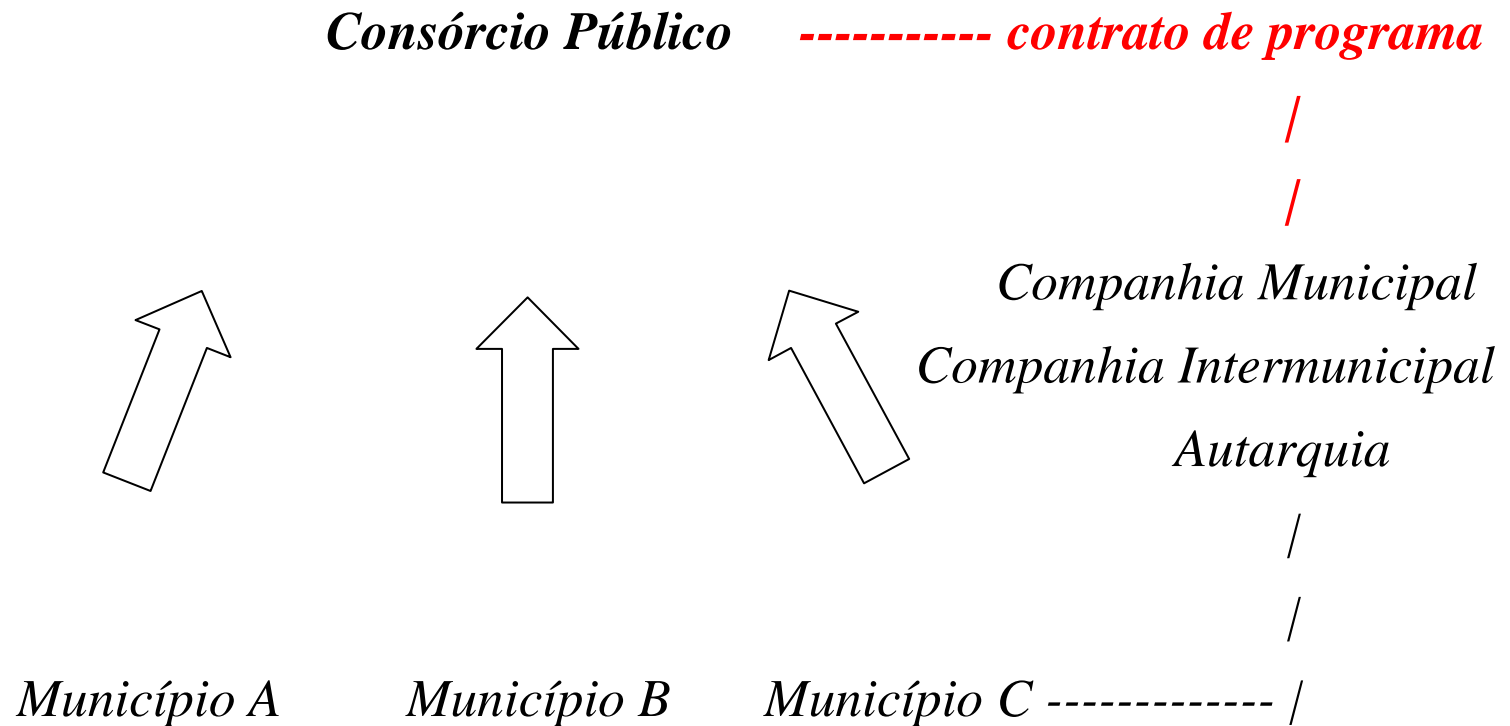 Consórcio Público ----------- contrato de programa
/
/
Companhia Municipal
Companhia Intermunicipal
Autarquia
/
/
Município A Município B Município C ------------- /